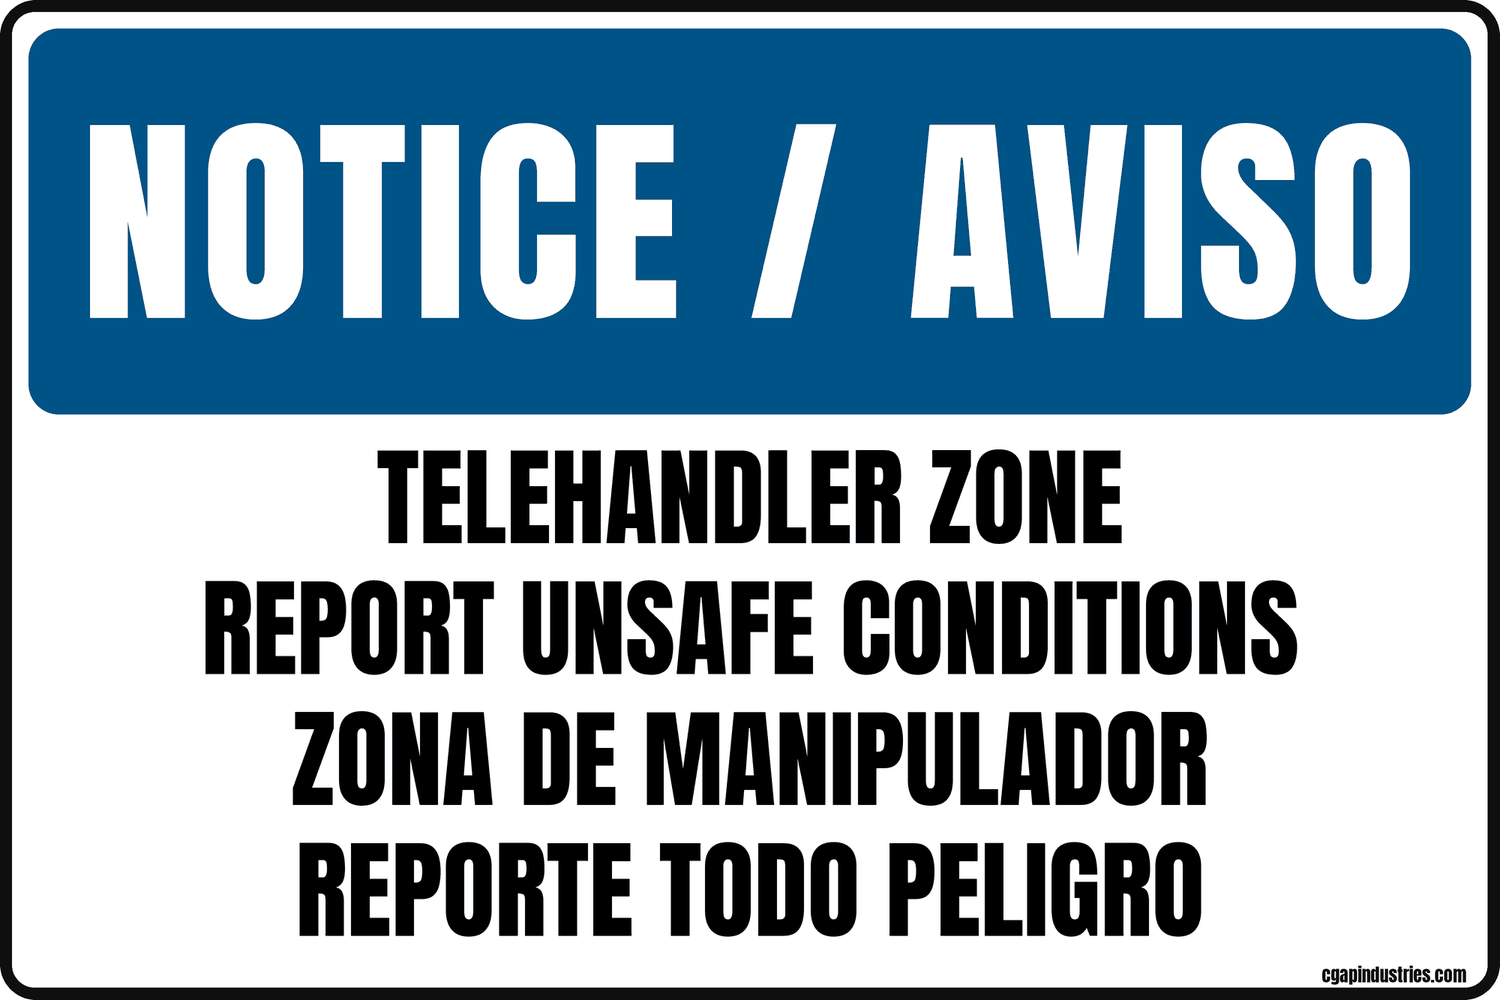 NOTICE / AVISO
TELEHANDLER ZONE
REPORT UNSAFE CONDITIONS
ZONA DE MANIPULADOR
REPORTE TODO PELIGRO
cgapindustries.com